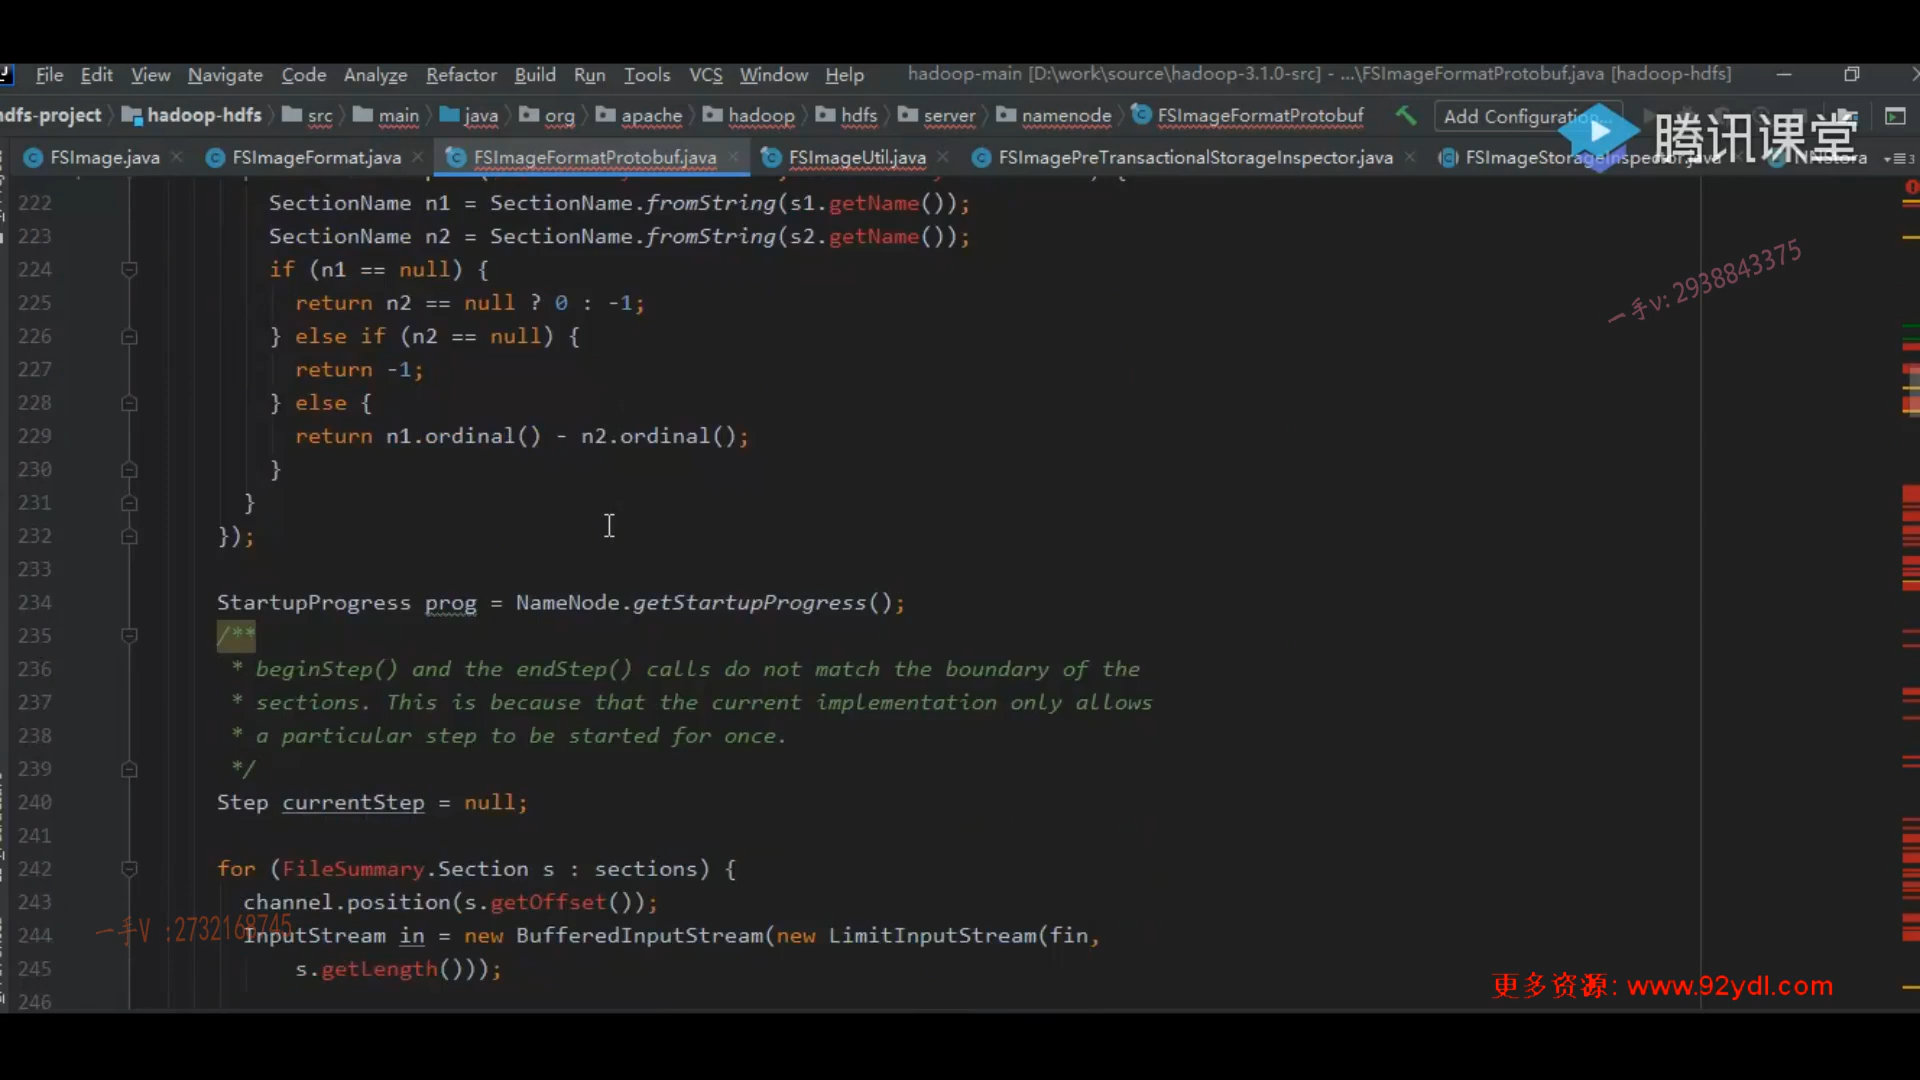 File Edit View Navigate Code Analyze Refactor Build Run Tools VCS Window Help hadoop-main [D:\work\source\hadoop-3.1.0-src] - ...\FSImageFormatProtobuf.java [hadoop-hdfs]
hdfs-project hadoop-hdfs src main java org apache hadoop hdfs server namenode FSImageFormatProtobuf Add Configuration...
腾讯课堂
FSImage.java FSImageFormat.java FSImageFormatProtobuf.java FSImageUtil.java FSImagePreTransactionalStorageInspector.java FSImageStorageInspector.java NNStora
222 SectionName n1 = SectionName.fromString(s1.getName());
223 SectionName n2 = SectionName.fromString(s2.getName());
224 if (n1 == null) {
一手v:2938843375
225 return n2 == null ? 0 : -1;
226 } else if (n2 == null) {
227 return -1;
228 } else {
229 return n1.ordinal() - n2.ordinal();
230 }
231 }
232 });
233
234 StartupProgress prog = NameNode.getStartupProgress();
235 /**
236 * beginStep() and the endStep() calls do not match the boundary of the
237 * sections. This is because that the current implementation only allows
238 * a particular step to be started for once.
239 */
240 Step currentStep = null;
241
242 for (FileSummary.Section s : sections) {
243 channel.position(s.getOffset());
一手V :2732168745
244 InputStream in = new BufferedInputStream(new LimitInputStream(fin,
245 s.getLength()));
更多资源: www.92ydl.com
246